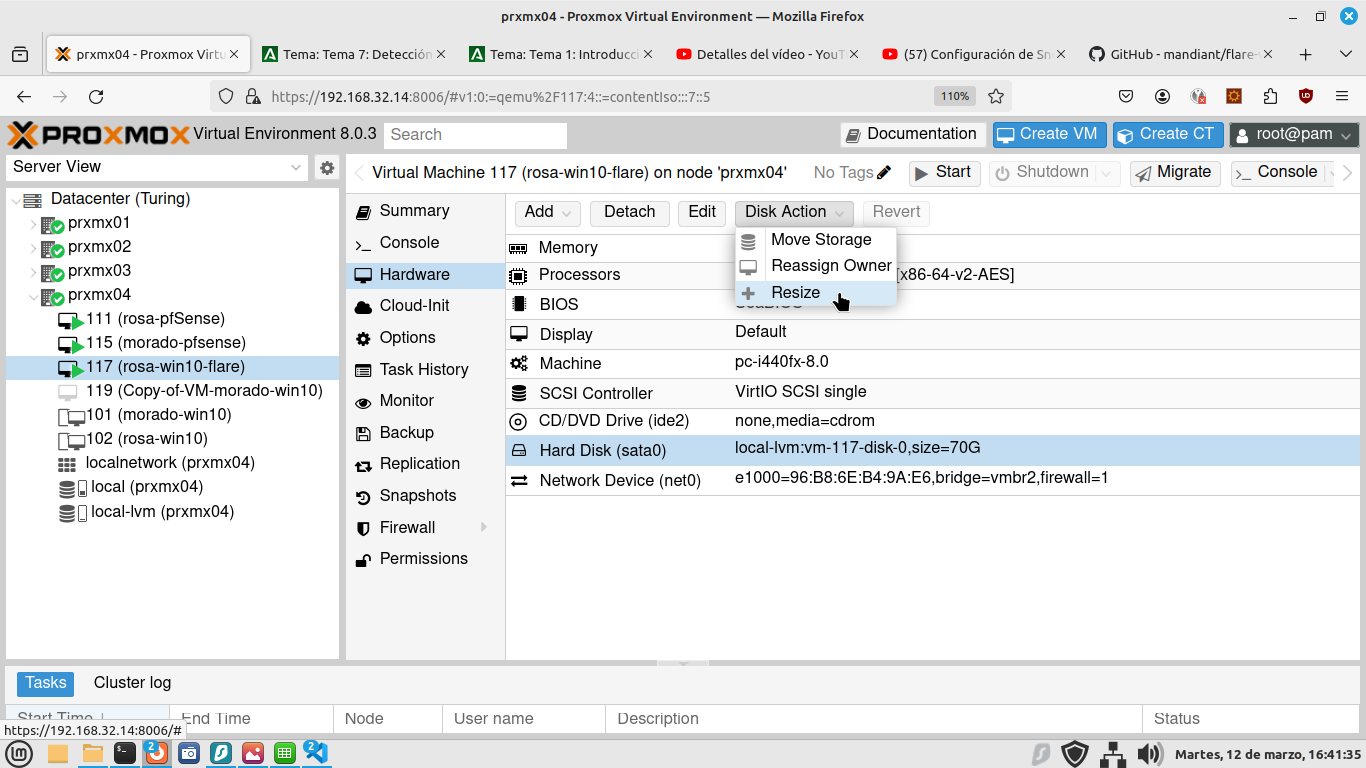 prxmx04 - Proxmox Virtual Environment — Mozilla Firefox
prxmx04 - Proxmox Virtu
Tema: Tema 7: Detección
Tema: Tema 1: Introducci
Detalles del vídeo - YouT
(57) Configuración de Sn
GitHub - mandiant/flare-
https://192.168.32.14:8006/#v1:0:=qemu%2F117:4::=contentIso:::7::5
110%
PROXMOX Virtual Environment 8.0.3
Search
Documentation
Create VM
Create CT
root@pam
Server View
Virtual Machine 117 (rosa-win10-flare) on node 'prxmx04'
No Tags
Start
Shutdown
Migrate
Console
Datacenter (Turing)
prxmx01
prxmx02
prxmx03
prxmx04
111 (rosa-pfSense)
115 (morado-pfsense)
117 (rosa-win10-flare)
119 (Copy-of-VM-morado-win10)
101 (morado-win10)
102 (rosa-win10)
localnetwork (prxmx04)
local (prxmx04)
local-lvm (prxmx04)
Summary
Console
Hardware
Cloud-Init
Options
Task History
Monitor
Backup
Replication
Snapshots
Firewall
Permissions
Add
Detach
Edit
Disk Action
Revert
Move Storage
Reassign Owner
Resize
Memory
Processors
[x86-64-v2-AES]
BIOS
SeaBIOS
Display
Default
Machine
pc-i440fx-8.0
SCSI Controller
VirtIO SCSI single
CD/DVD Drive (ide2)
none,media=cdrom
Hard Disk (sata0)
local-lvm:vm-117-disk-0,size=70G
Network Device (net0)
e1000=96:B8:6E:B4:9A:E6,bridge=vmbr2,firewall=1
Tasks
Cluster log
Start Time
End Time
Node
User name
Description
Status
https://192.168.32.14:8006/#
2
2
Martes, 12 de marzo, 16:41:35